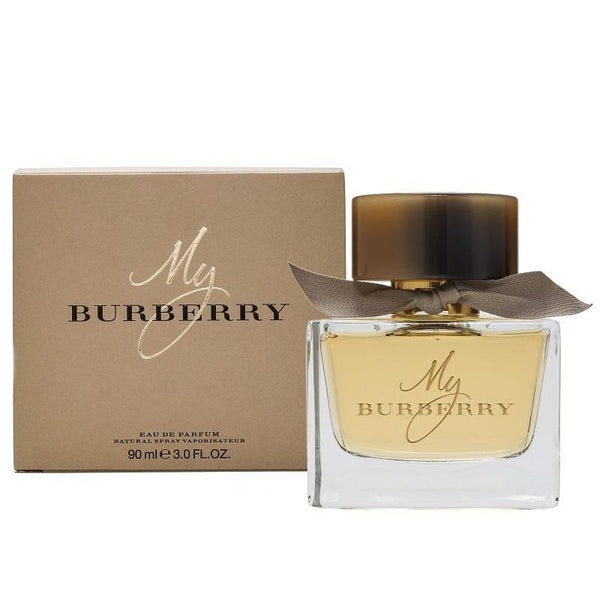 My
BURBERRY
EAU DE PARFUM
NATURAL SPRAY VAPORISATEUR
90 ml ℮ 3.0 FL.OZ.
My
BURBERRY